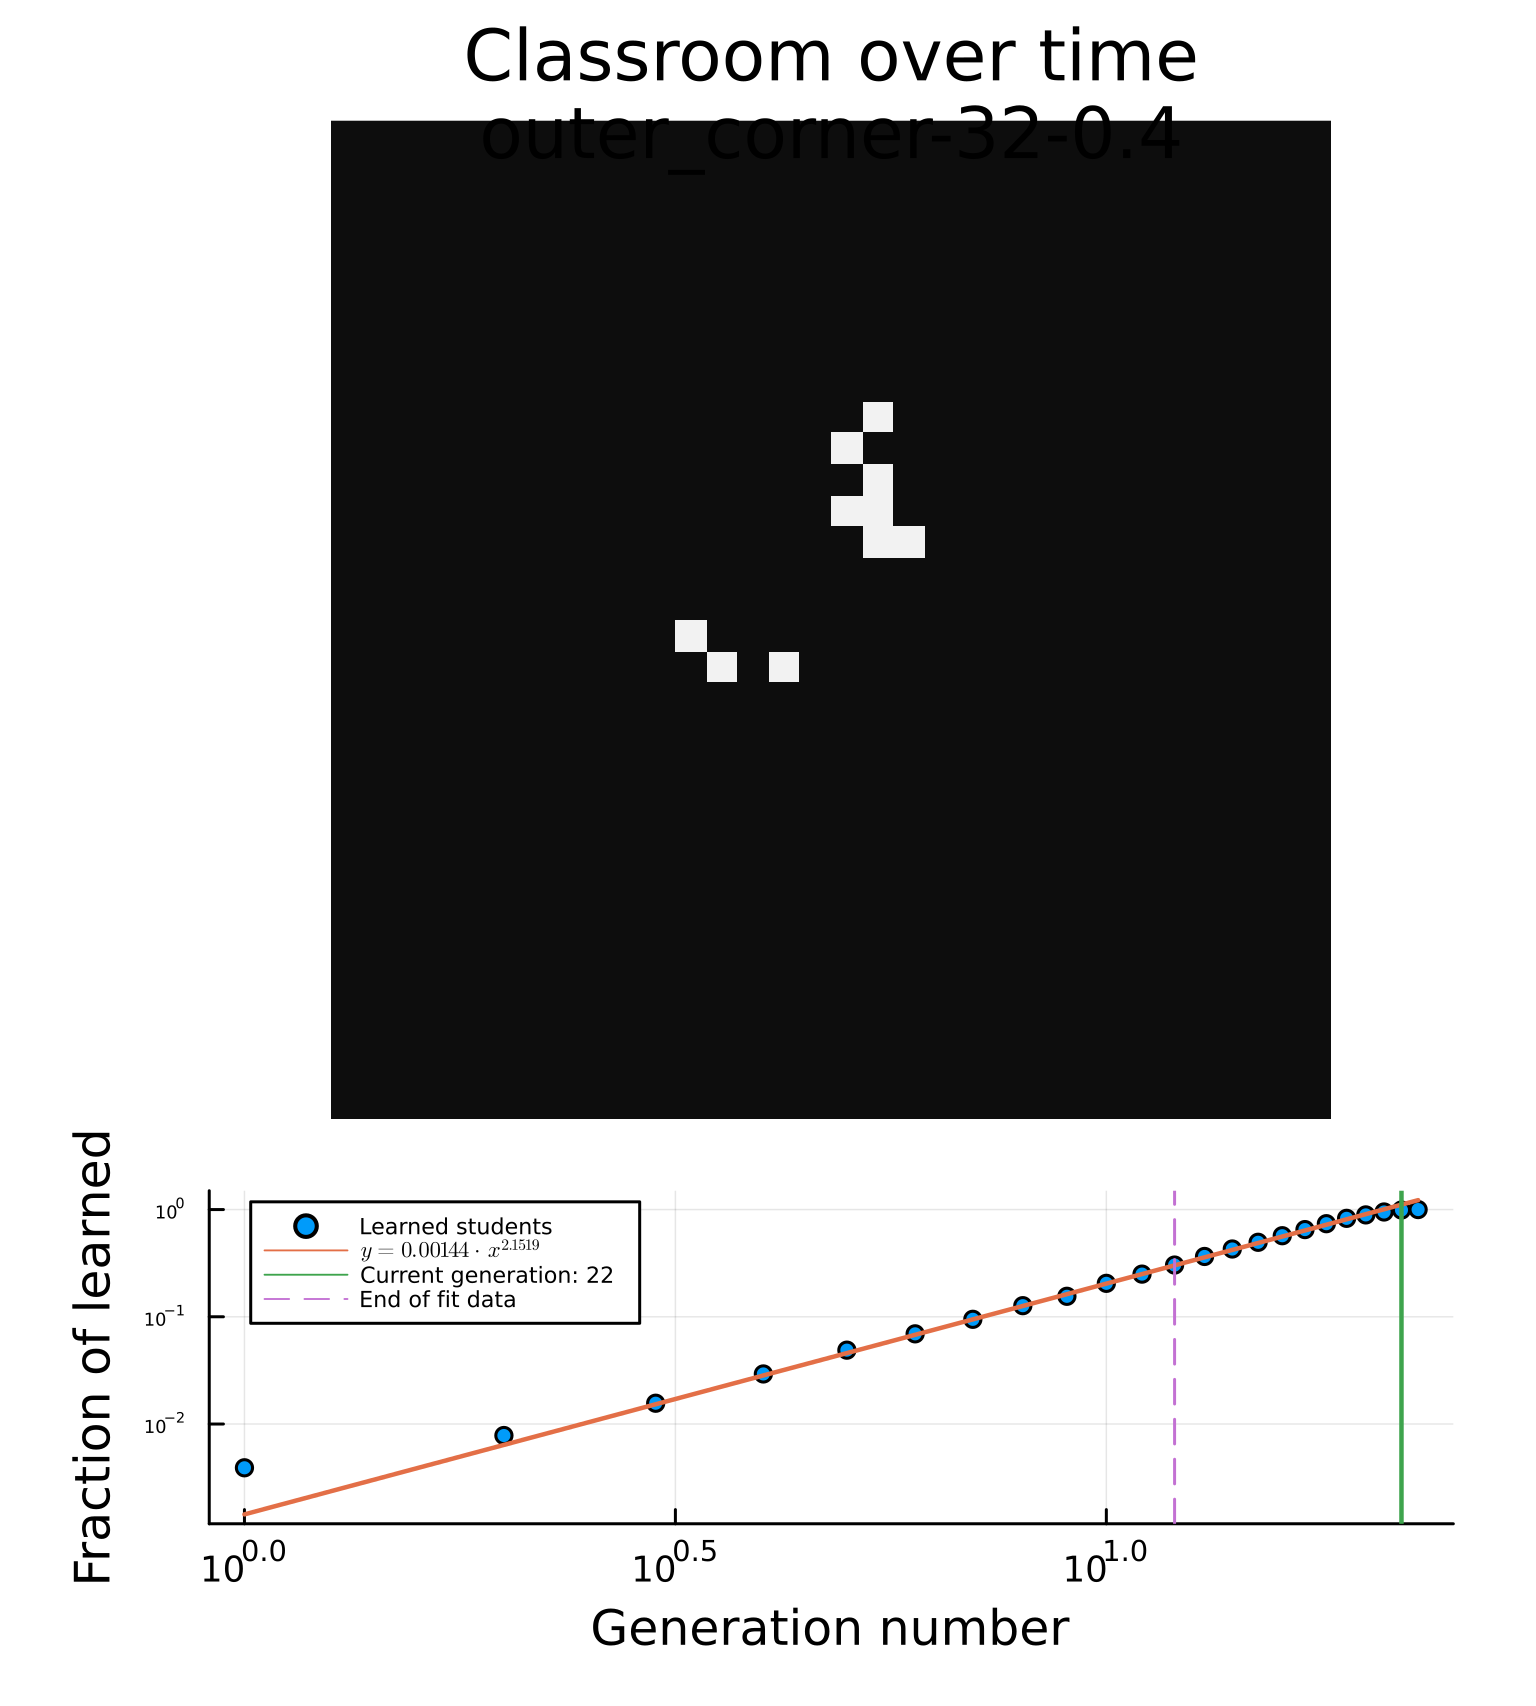 Classroom over time
outer_corner-32-0.4
Fraction of learned
10^0
10^−1
10^−2
Learned students
y = 0.00144 · x^2.1519
Current generation: 22
End of fit data
10^0.0 10^0.5 10^1.0
Generation number